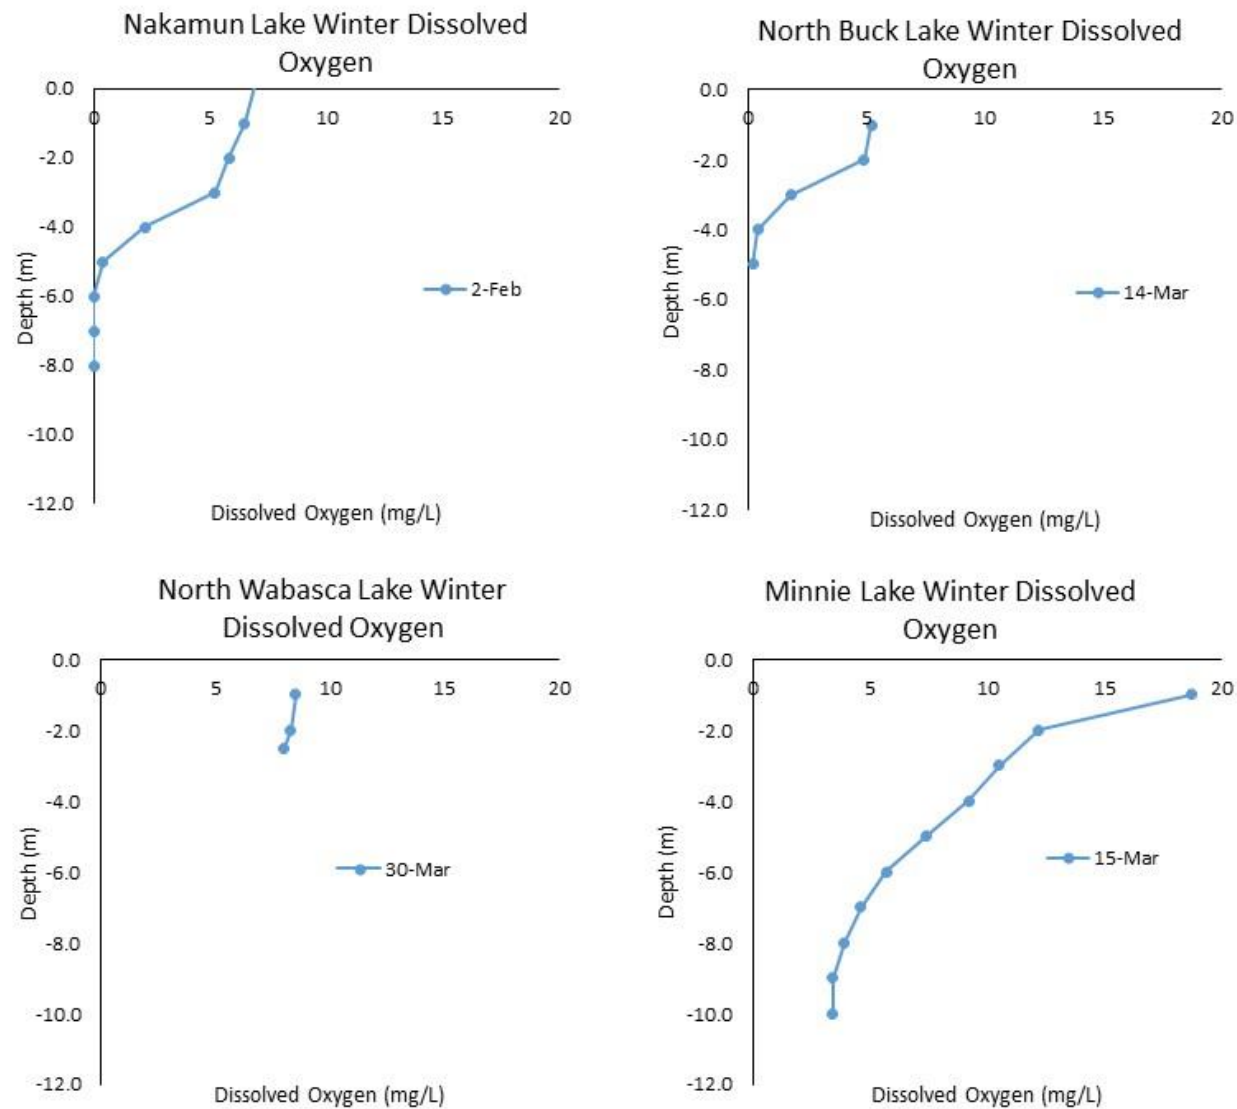 Nakamun Lake Winter Dissolved
Oxygen
0.0
0 5 10 15 20
-2.0
-4.0
-6.0
-8.0
-10.0
-12.0
Depth (m)
2-Feb
Dissolved Oxygen (mg/L)
North Buck Lake Winter Dissolved
Oxygen
0.0
0 5 10 15 20
-2.0
-4.0
-6.0
-8.0
-10.0
-12.0
Depth (m)
14-Mar
Dissolved Oxygen (mg/L)
North Wabasca Lake Winter
Dissolved Oxygen
0.0
0 5 10 15 20
-2.0
-4.0
-6.0
-8.0
-10.0
-12.0
Depth (m)
30-Mar
Dissolved Oxygen (mg/L)
Minnie Lake Winter Dissolved
Oxygen
0.0
0 5 10 15 20
-2.0
-4.0
-6.0
-8.0
-10.0
-12.0
Depth (m)
15-Mar
Dissolved Oxygen (mg/L)